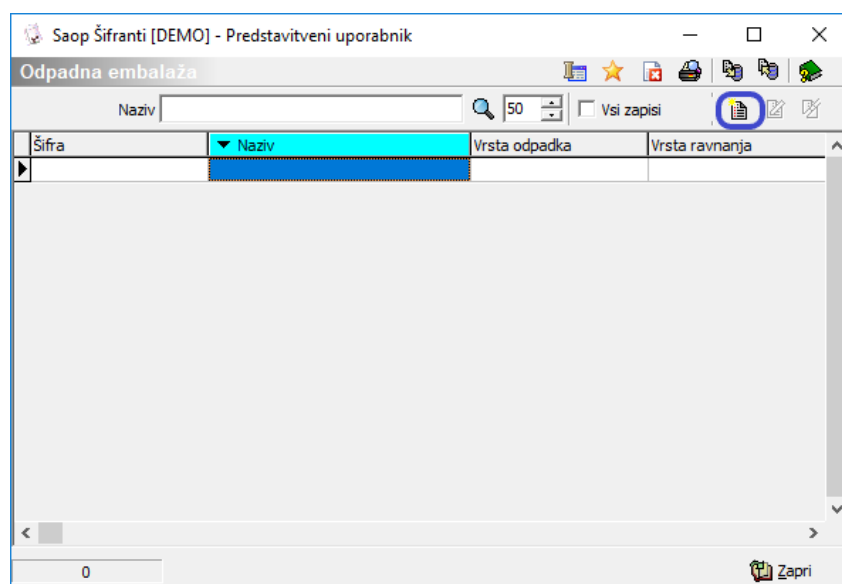 Saop Šifranti [DEMO] - Predstavitveni uporabnik
Odpadna embalaža
Naziv 50 Vsi zapisi
Šifra Naziv Vrsta odpadka Vrsta ravnanja
0 Zapri